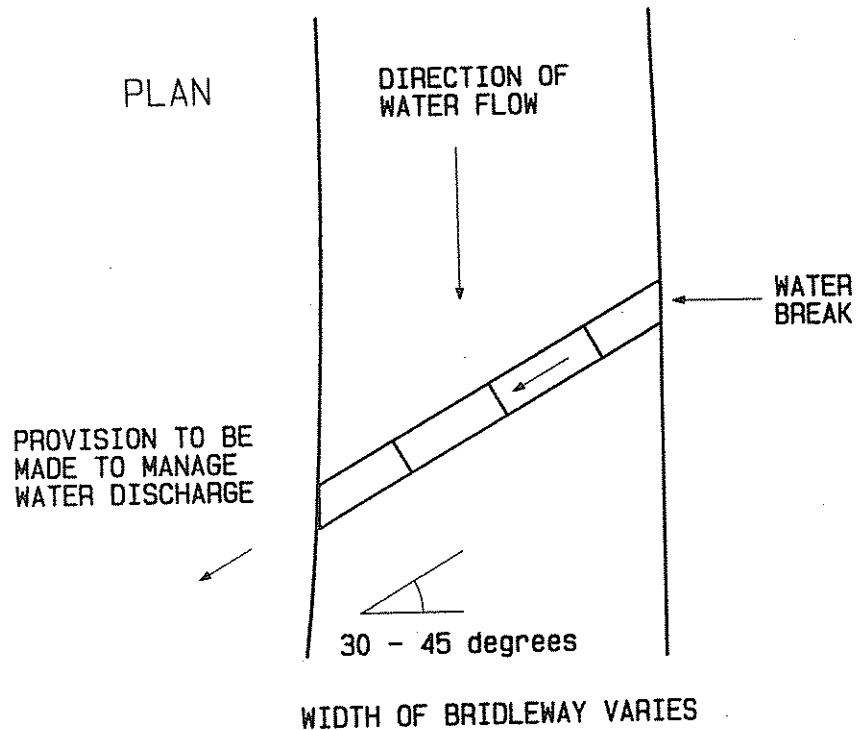 PLAN
DIRECTION OF
WATER FLOW
WATER
BREAK
PROVISION TO BE
MADE TO MANAGE
WATER DISCHARGE
30 - 45 degrees
WIDTH OF BRIDLEWAY VARIES